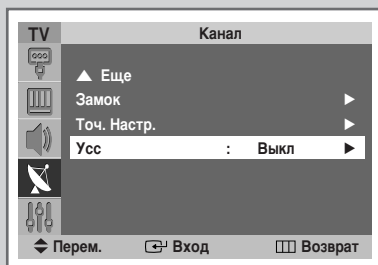 TV Канал
▲ Еще
Замок ▶
Точ. Настр. ▶
Усс : Выкл ▶
Перем. Вход Возврат